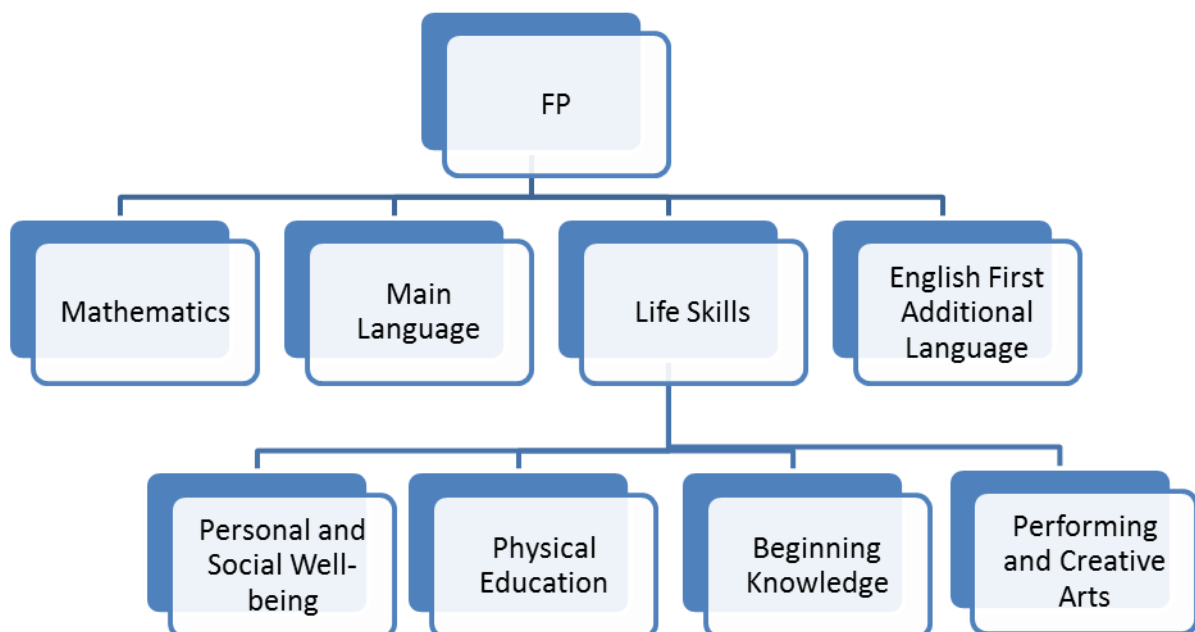 FP
Mathematics
Main
Language
Life Skills
English First
Additional
Language
Personal and
Social Well-
being
Physical
Education
Beginning
Knowledge
Performing
and Creative
Arts